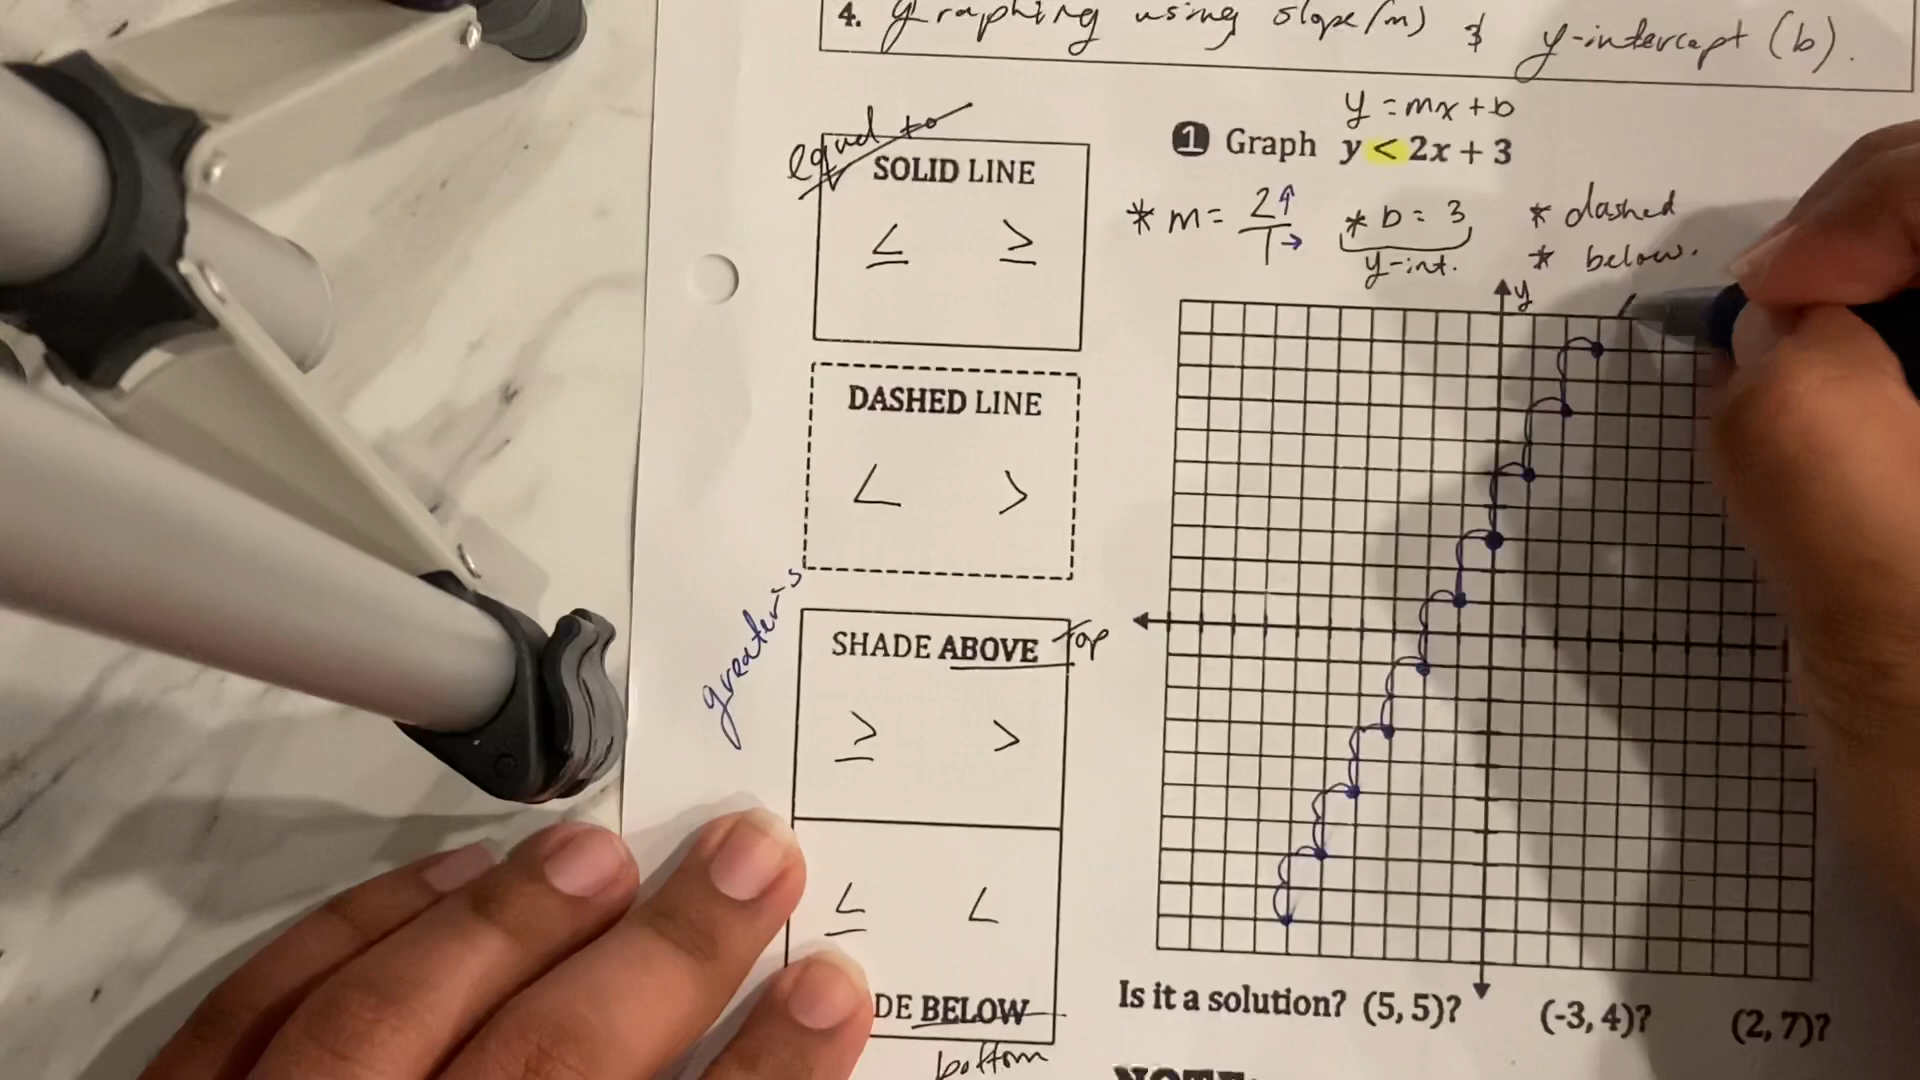 4. graphing using slope (m) & y-intercept (b).
equal to
SOLID LINE
≤ ≥
DASHED LINE
< >
greater's
SHADE ABOVE top
≥ >
≤ <
DE BELOW
bottom
y = mx + b
1 Graph y < 2x + 3
* m = 2↑/1→ * b = 3 * dashed
y-int. * below.
y
Is it a solution? (5, 5)? (-3, 4)? (2, 7)?